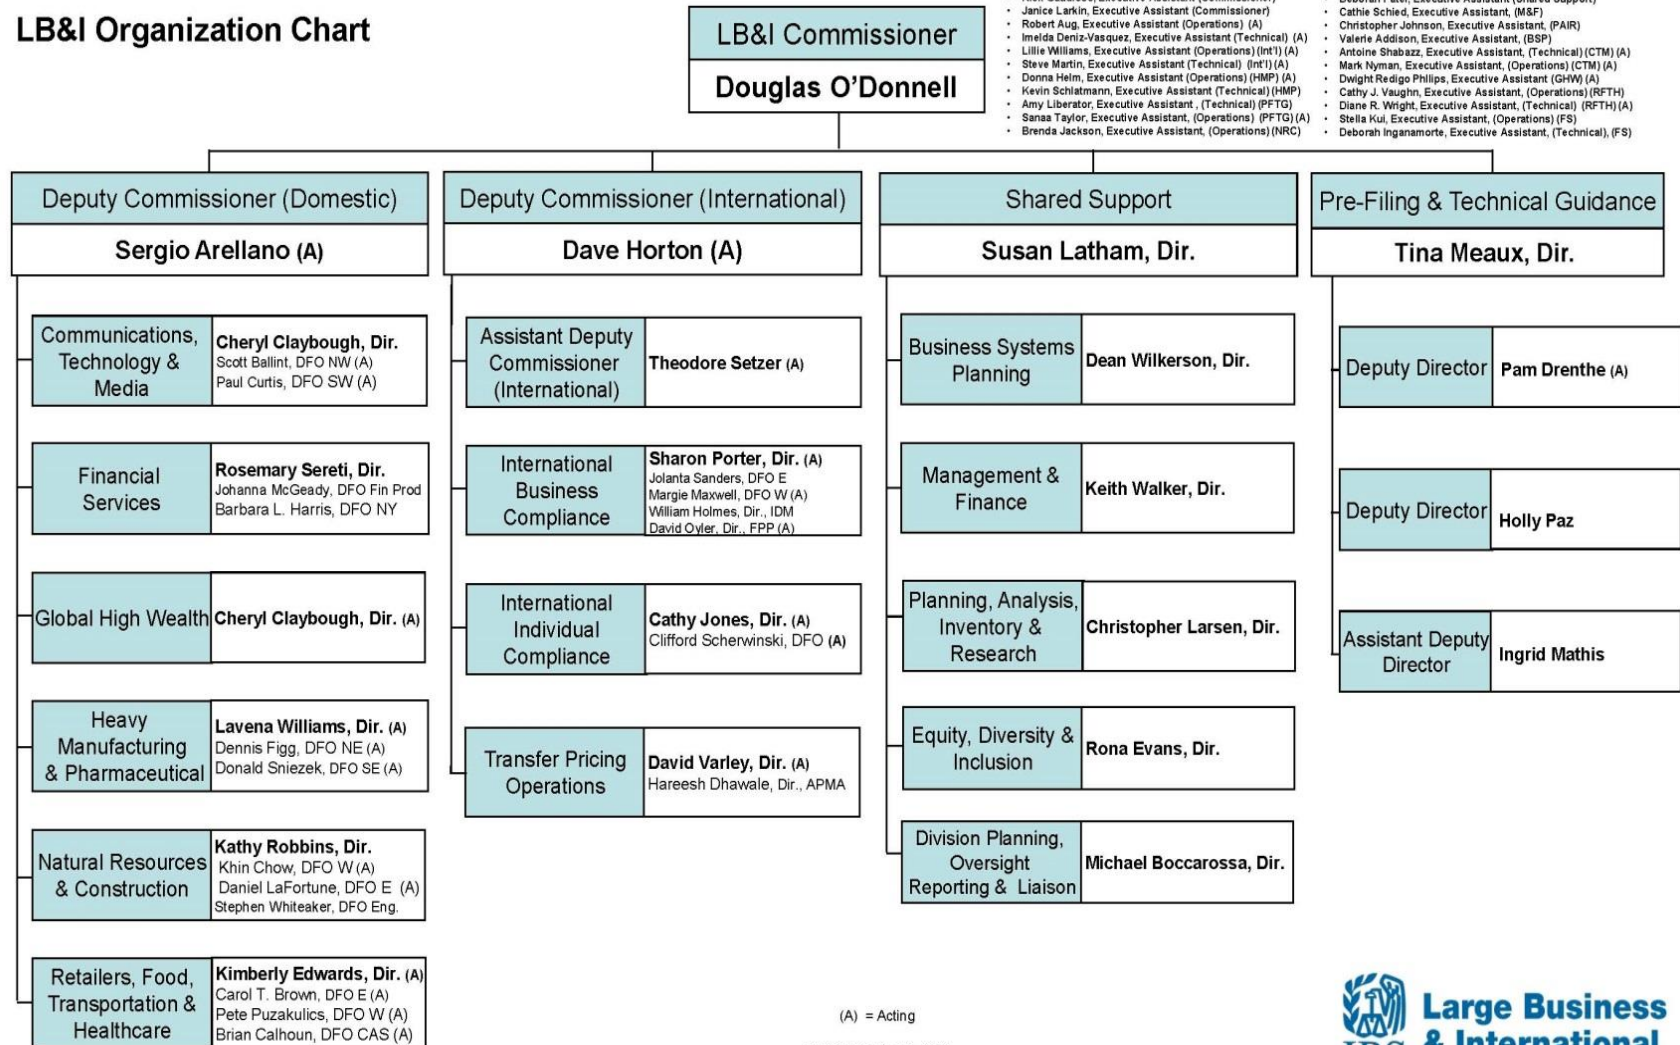 LB&I Organization Chart
LB&I Commissioner
Douglas O'Donnell
• Janice Larkin, Executive Assistant (Commissioner)
• Robert Aug, Executive Assistant (Operations) (A)
• Imelda Deniz-Vasquez, Executive Assistant (Technical) (A)
• Lillie Williams, Executive Assistant (Operations) (Int'l) (A)
• Steve Martin, Executive Assistant (Technical) (Int'l) (A)
• Donna Helm, Executive Assistant (Operations) (HMP) (A)
• Kevin Schlatmann, Executive Assistant (Technical) (HMP)
• Amy Liberator, Executive Assistant , (Technical) (PFTG)
• Sanaa Taylor, Executive Assistant, (Operations) (PFTG) (A)
• Brenda Jackson, Executive Assistant, (Operations) (NRC)
• Cathie Schied, Executive Assistant, (M&F)
• Christopher Johnson, Executive Assistant, (PAIR)
• Valerie Addison, Executive Assistant, (BSP)
• Antoine Shabazz, Executive Assistant, (Technical) (CTM) (A)
• Mark Nyman, Executive Assistant, (Operations) (CTM) (A)
• Dwight Redigo Philips, Executive Assistant (GHW) (A)
• Cathy J. Vaughn, Executive Assistant, (Operations) (RFTH)
• Diane R. Wright, Executive Assistant, (Technical) (RFTH) (A)
• Stella Kui, Executive Assistant, (Operations) (FS)
• Deborah Inganamorte, Executive Assistant, (Technical), (FS)
Deputy Commissioner (Domestic)
Sergio Arellano (A)
Communications,
Technology &
Media
Cheryl Claybough, Dir.
Scott Ballint, DFO NW (A)
Paul Curtis, DFO SW (A)
Financial
Services
Rosemary Sereti, Dir.
Johanna McGeady, DFO Fin Prod
Barbara L. Harris, DFO NY
Global High Wealth
Cheryl Claybough, Dir. (A)
Heavy
Manufacturing
& Pharmaceutical
Lavena Williams, Dir. (A)
Dennis Figg, DFO NE (A)
Donald Sniezek, DFO SE (A)
Natural Resources
& Construction
Kathy Robbins, Dir.
Khin Chow, DFO W (A)
Daniel LaFortune, DFO E (A)
Stephen Whiteaker, DFO Eng.
Retailers, Food,
Transportation &
Healthcare
Kimberly Edwards, Dir. (A)
Carol T. Brown, DFO E (A)
Pete Puzakulics, DFO W (A)
Brian Calhoun, DFO CAS (A)
Deputy Commissioner (International)
Dave Horton (A)
Assistant Deputy
Commissioner
(International)
Theodore Setzer (A)
International
Business
Compliance
Sharon Porter, Dir. (A)
Jolanta Sanders, DFO E
Margie Maxwell, DFO W (A)
William Holmes, Dir., IDM
David Oyler, Dir., FPP (A)
International
Individual
Compliance
Cathy Jones, Dir. (A)
Clifford Scherwinski, DFO (A)
Transfer Pricing
Operations
David Varley, Dir. (A)
Hareesh Dhawale, Dir., APMA
Shared Support
Susan Latham, Dir.
Business Systems
Planning
Dean Wilkerson, Dir.
Management &
Finance
Keith Walker, Dir.
Planning, Analysis,
Inventory &
Research
Christopher Larsen, Dir.
Equity, Diversity &
Inclusion
Rona Evans, Dir.
Division Planning,
Oversight
Reporting & Liaison
Michael Boccarossa, Dir.
Pre-Filing & Technical Guidance
Tina Meaux, Dir.
Deputy Director
Pam Drenthe (A)
Deputy Director
Holly Paz
Assistant Deputy
Director
Ingrid Mathis
(A) = Acting
IRS
Large Business
& International